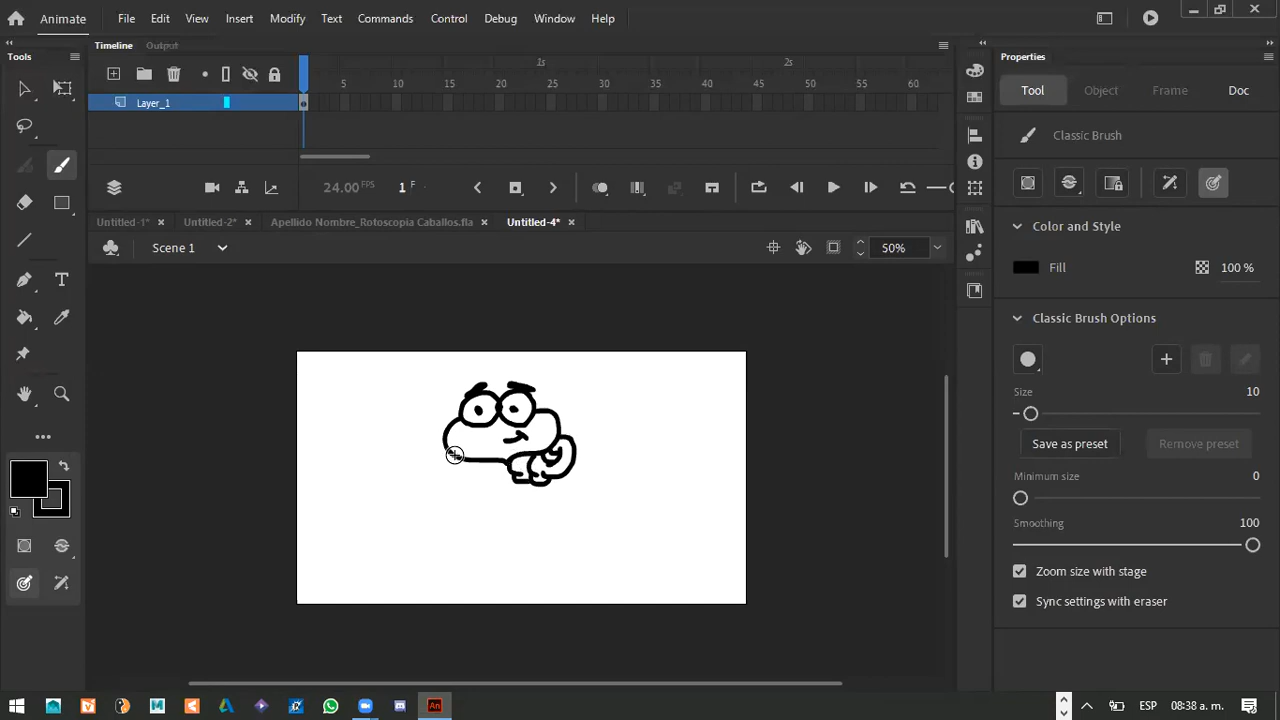 Animate File Edit View Insert Modify Text Commands Control Debug Window Help
Tools
Timeline Output
Properties
1s 2s
5 10 15 20 25 30 35 40 45 50 55 60
Layer_1
Tool Object Frame Doc
Classic Brush
24.00 FPS 1 F
Untitled-1* × Untitled-2* × Apellido Nombre_Rotoscopia Caballos.fla × Untitled-4* ×
Scene 1 50%
Color and Style
Fill 100 %
Classic Brush Options
Size 10
Save as preset Remove preset
Minimum size 0
Smoothing 100
Zoom size with stage
Sync settings with eraser
An ESP 08:38 a. m.